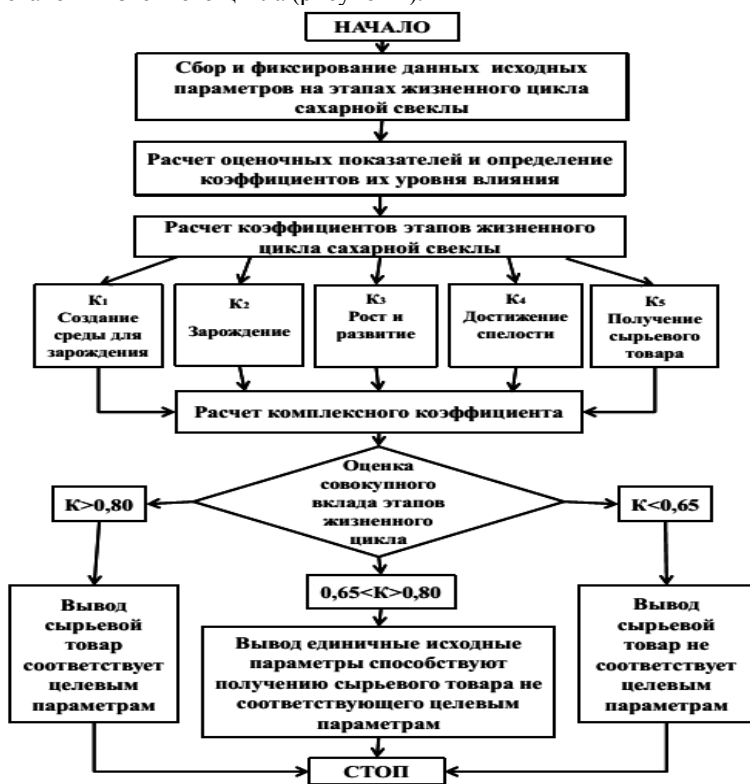 НАЧАЛО
Сбор и фиксирование данных исходных
параметров на этапах жизненного цикла
сахарной свеклы
Расчет оценочных показателей и определение
коэффициентов их уровня влияния
Расчет коэффициентов этапов жизненного
цикла сахарной свеклы
К₁
Создание
среды для
зарождения
К₂
Зарождение
К₃
Рост и
развитие
К₄
Достижение
спелости
К₅
Получение
сырьевого
товара
Расчет комплексного коэффициента
Оценка
совокупного
вклада этапов
жизненного
цикла
К>0,80
К<0,65
0,65<К>0,80
Вывод
сырьевой
товар
соответствует
целевым
параметрам
Вывод единичные исходные
параметры способствуют
получению сырьевого товара не
соответствующего целевым
параметрам
Вывод
сырьевой
товар не
соответствует
целевым
параметрам
СТОП